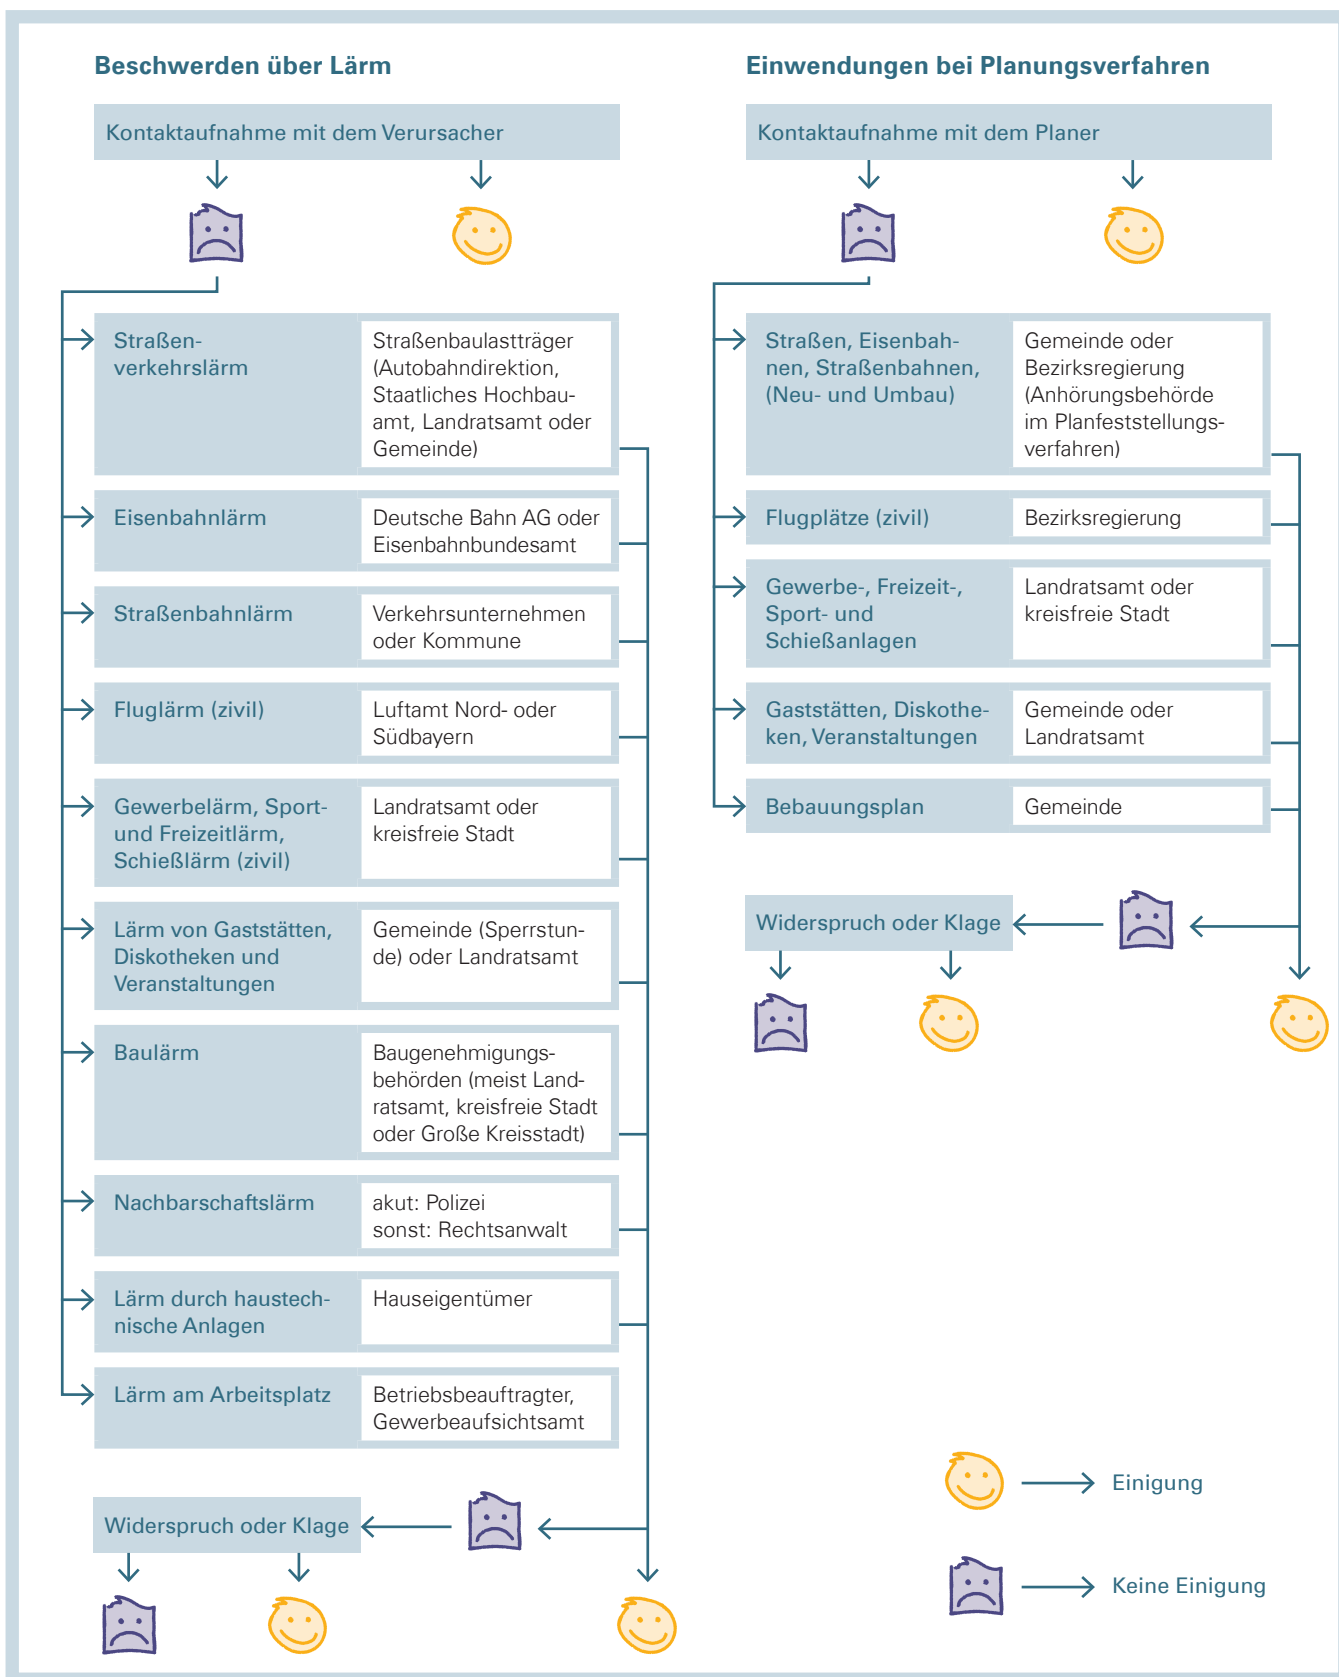 Beschwerden über Lärm
Kontaktaufnahme mit dem Verursacher
Straßen-
verkehrslärm
Straßenbaulastträger
(Autobahndirektion,
Staatliches Hochbau-
amt, Landratsamt oder
Gemeinde)
Eisenbahnlärm
Deutsche Bahn AG oder
Eisenbahnbundesamt
Straßenbahnlärm
Verkehrsunternehmen
oder Kommune
Fluglärm (zivil)
Luftamt Nord- oder
Südbayern
Gewerbelärm, Sport-
und Freizeitlärm,
Schießlärm (zivil)
Landratsamt oder
kreisfreie Stadt
Lärm von Gaststätten,
Diskotheken und
Veranstaltungen
Gemeinde (Sperrstun-
de) oder Landratsamt
Baulärm
Baugenehmigungs-
behörden (meist Land-
ratsamt, kreisfreie Stadt
oder Große Kreisstadt)
Nachbarschaftslärm
akut: Polizei
sonst: Rechtsanwalt
Lärm durch haustech-
nische Anlagen
Hauseigentümer
Lärm am Arbeitsplatz
Betriebsbeauftragter,
Gewerbeaufsichtsamt
Widerspruch oder Klage
Einwendungen bei Planungsverfahren
Kontaktaufnahme mit dem Planer
Straßen, Eisenbah-
nen, Straßenbahnen,
(Neu- und Umbau)
Gemeinde oder
Bezirksregierung
(Anhörungsbehörde
im Planfeststellungs-
verfahren)
Flugplätze (zivil)
Bezirksregierung
Gewerbe-, Freizeit-,
Sport- und
Schießanlagen
Landratsamt oder
kreisfreie Stadt
Gaststätten, Diskothe-
ken, Veranstaltungen
Gemeinde oder
Landratsamt
Bebauungsplan
Gemeinde
Widerspruch oder Klage
Einigung
Keine Einigung